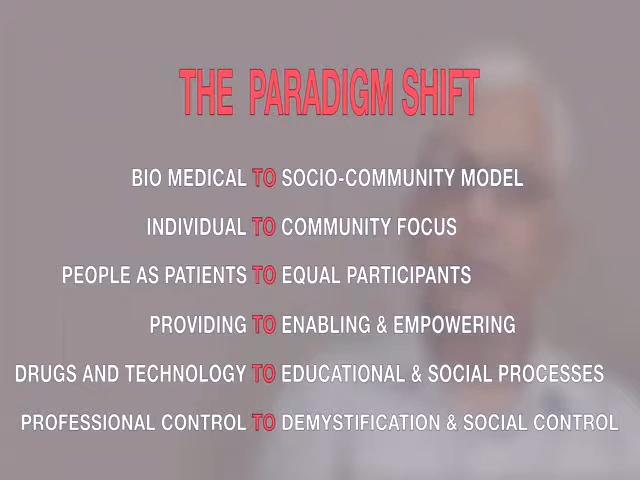 THE PARADIGM SHIFT
BIO MEDICAL TO SOCIO-COMMUNITY MODEL
INDIVIDUAL TO COMMUNITY FOCUS
PEOPLE AS PATIENTS TO EQUAL PARTICIPANTS
PROVIDING TO ENABLING & EMPOWERING
DRUGS AND TECHNOLOGY TO EDUCATIONAL & SOCIAL PROCESSES
PROFESSIONAL CONTROL TO DEMYSTIFICATION & SOCIAL CONTROL